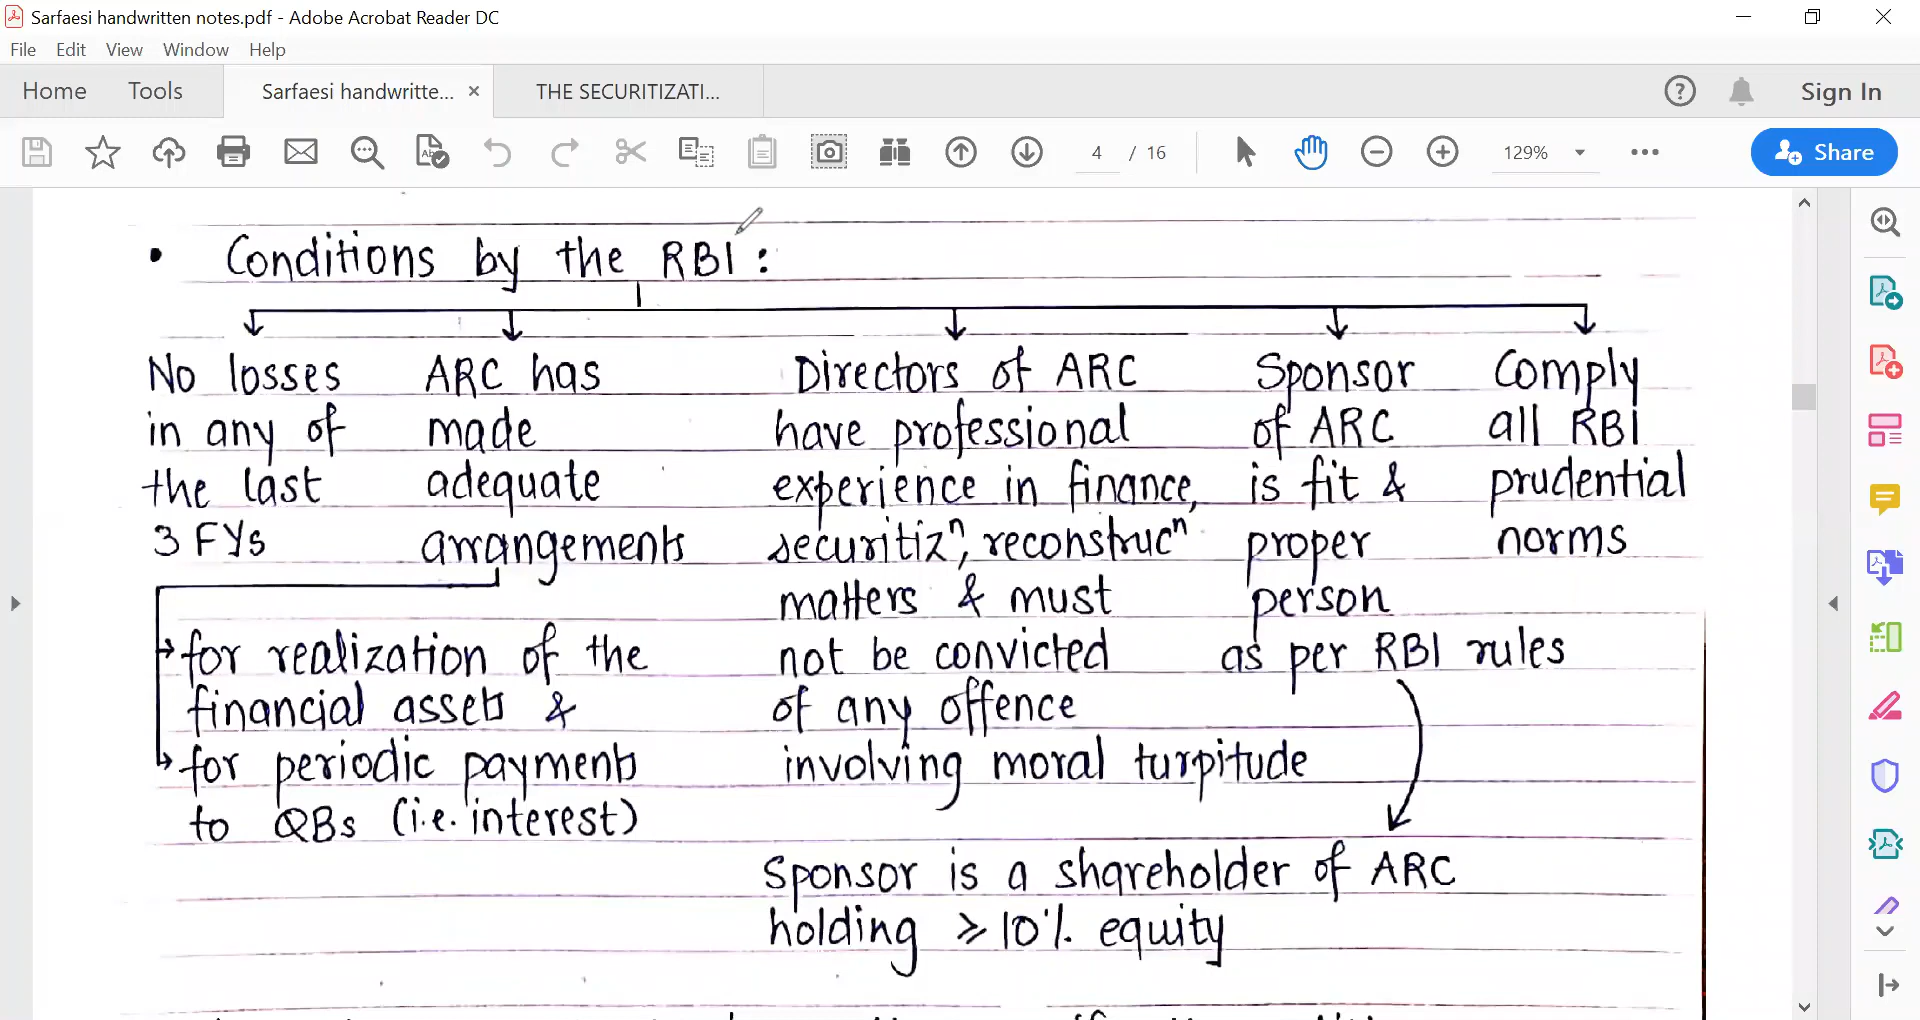 Sarfaesi handwritten notes.pdf - Adobe Acrobat Reader DC
File Edit View Window Help
Home Tools Sarfaesi handwritte... × THE SECURITIZATI... Sign In
4 / 16 129% Share
• Conditions by the RBI :
No losses
in any of
the last
3 FYs
ARC has
made
adequate
arrangements
→ for realization of the
financial assets &
→ for periodic payments
to QBs (i.e. interest)
Directors of ARC
have professional
experience in finance,
securitizⁿ, reconstrucⁿ
matters & must
not be convicted
of any offence
involving moral turpitude
Sponsor
of ARC
is fit &
proper
person
as per RBI rules
Sponsor is a shareholder of ARC
holding ≥ 10% equity
Comply
all RBI
prudential
norms